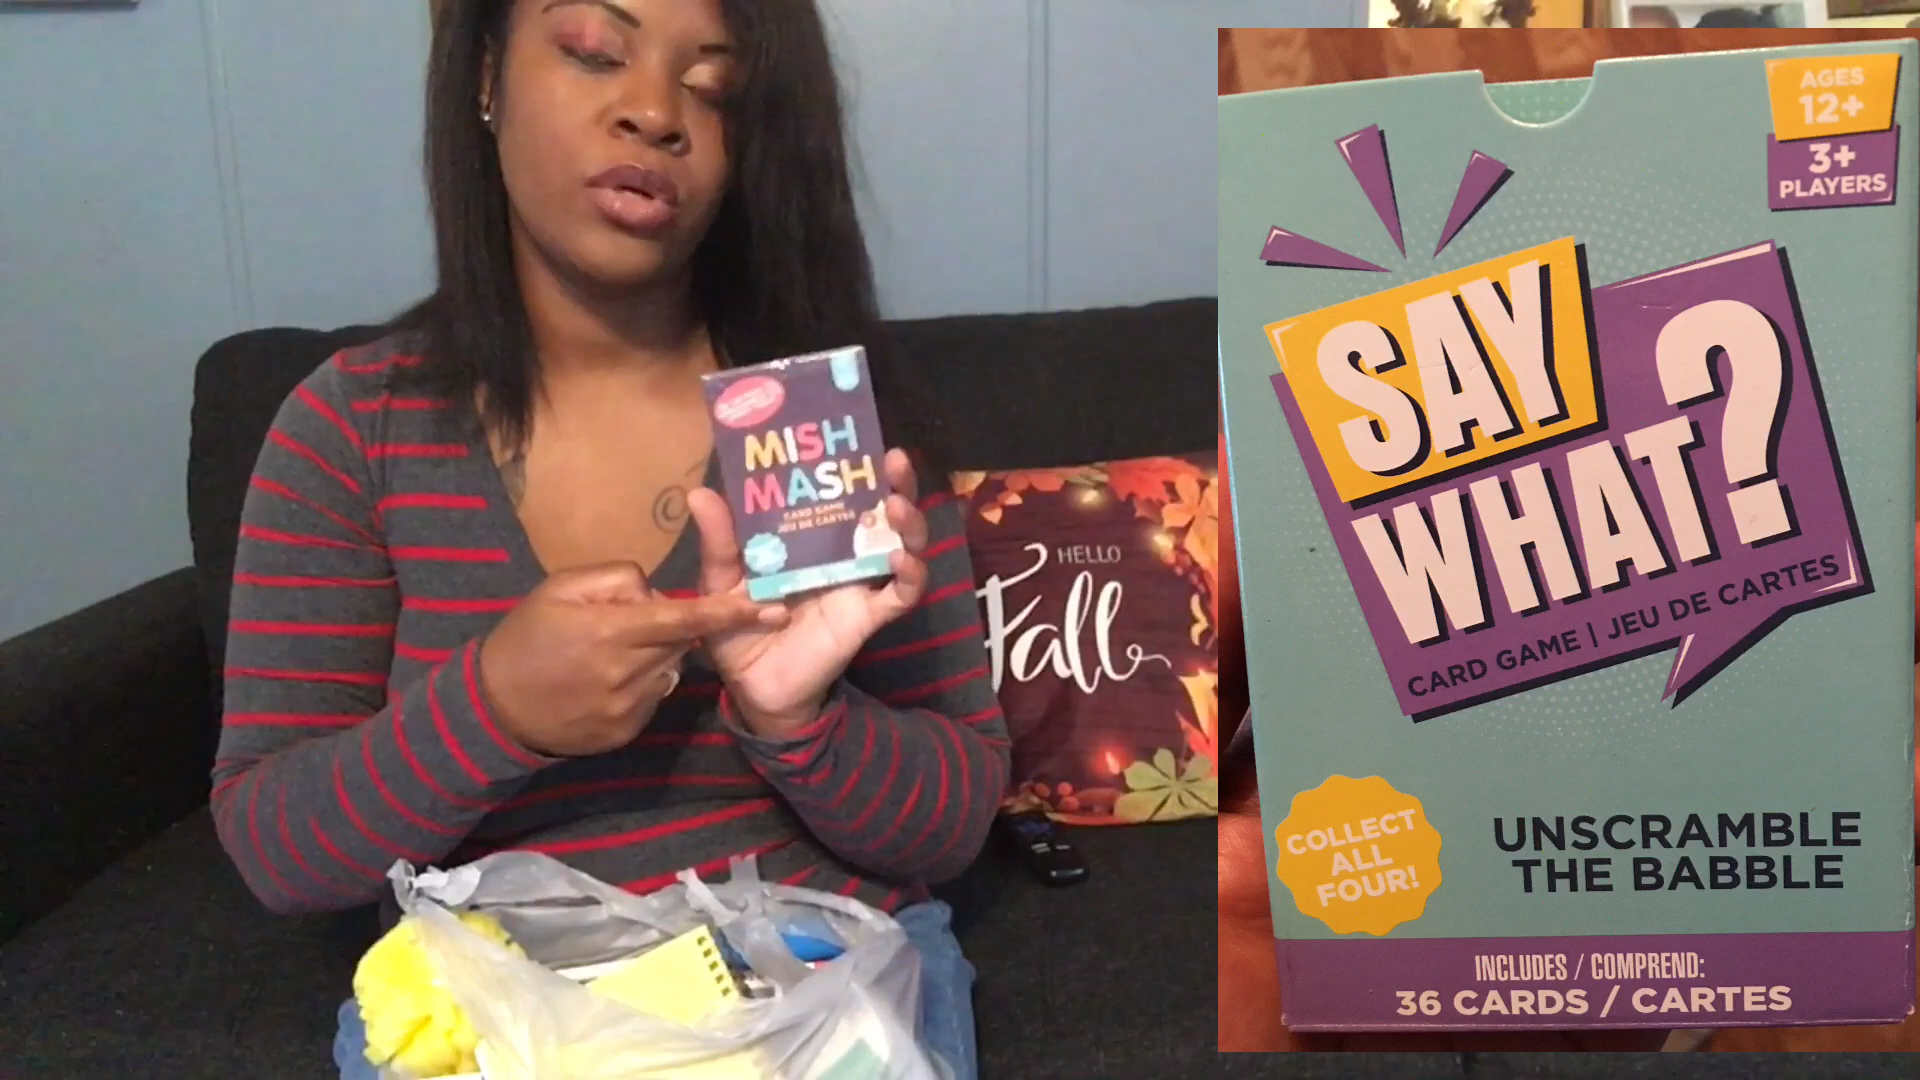 MISH
MASH
CARD GAME
JEU DE CARTES
HELLO
Fall
AGES
12+
3+
PLAYERS
SAY
WHAT?
CARD GAME | JEU DE CARTES
COLLECT
ALL
FOUR!
UNSCRAMBLE
THE BABBLE
INCLUDES / COMPREND:
36 CARDS / CARTES